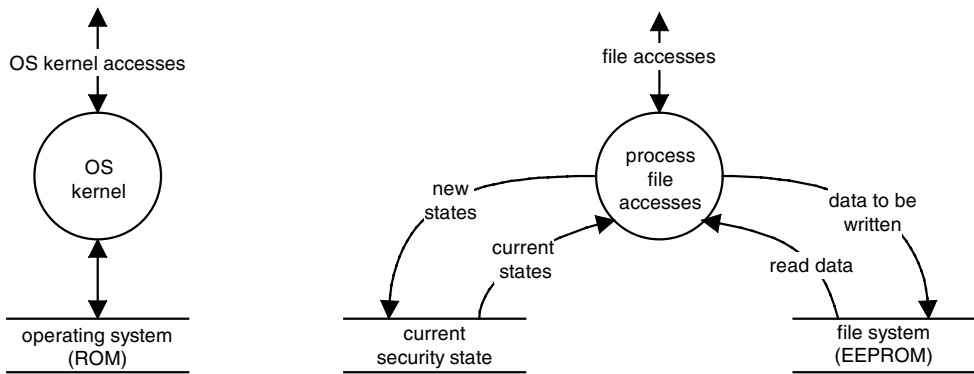 OS kernel accesses
OS
kernel
operating system
(ROM)
file accesses
process
file
accesses
new
states
current
states
data to be
written
read data
current
security state
file system
(EEPROM)